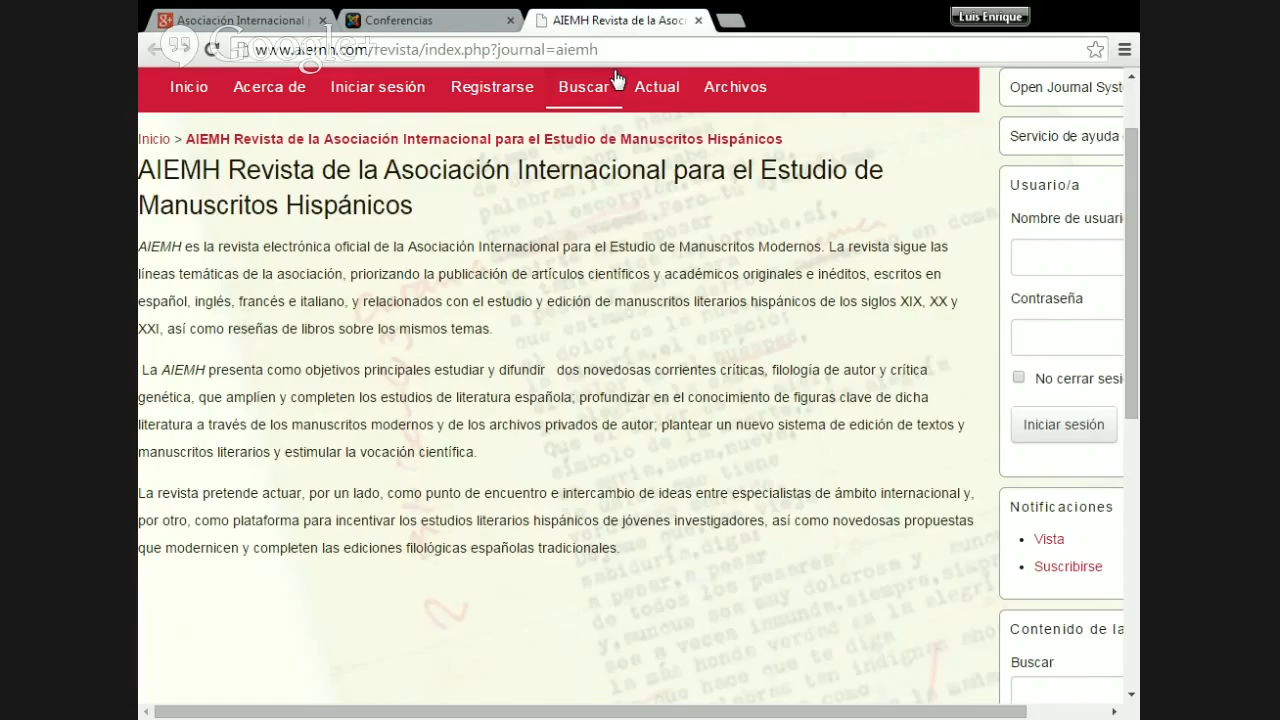 Asociación Internacional
Conferencias
AIEMH Revista de la Asoci
Luis Enrique
Google+
www.aiemh.com/revista/index.php?journal=aiemh
Inicio Acerca de Iniciar sesión Registrarse Buscar Actual Archivos
Inicio > AIEMH Revista de la Asociación Internacional para el Estudio de Manuscritos Hispánicos
AIEMH Revista de la Asociación Internacional para el Estudio de
Manuscritos Hispánicos
AIEMH es la revista electrónica oficial de la Asociación Internacional para el Estudio de Manuscritos Modernos. La revista sigue las
líneas temáticas de la asociación, priorizando la publicación de artículos científicos y académicos originales e inéditos, escritos en
español, inglés, francés e italiano, y relacionados con el estudio y edición de manuscritos literarios hispánicos de los siglos XIX, XX y
XXI, así como reseñas de libros sobre los mismos temas.
La AIEMH presenta como objetivos principales estudiar y difundir dos novedosas corrientes críticas, filología de autor y crítica
genética, que amplíen y completen los estudios de literatura española; profundizar en el conocimiento de figuras clave de dicha
literatura a través de los manuscritos modernos y de los archivos privados de autor; plantear un nuevo sistema de edición de textos y
manuscritos literarios y estimular la vocación científica.
La revista pretende actuar, por un lado, como punto de encuentro e intercambio de ideas entre especialistas de ámbito internacional y,
por otro, como plataforma para incentivar los estudios literarios hispánicos de jóvenes investigadores, así como novedosas propuestas
que modernicen y completen las ediciones filológicas españolas tradicionales.
Open Journal Syst
Servicio de ayuda
Usuario/a
Nombre de usuari
Contraseña
No cerrar sesi
Iniciar sesión
Notificaciones
• Vista
• Suscribirse
Contenido de la
Buscar